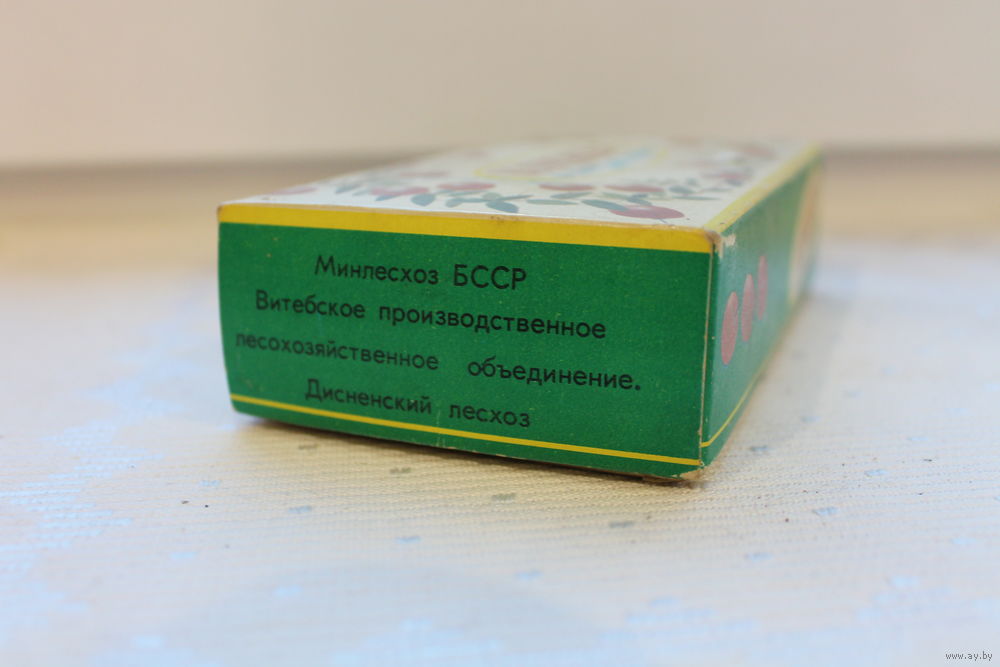 Минлесхоз БССР
Витебское производственное
лесохозяйственное объединение.
Дисненский лесхоз
www.ay.by